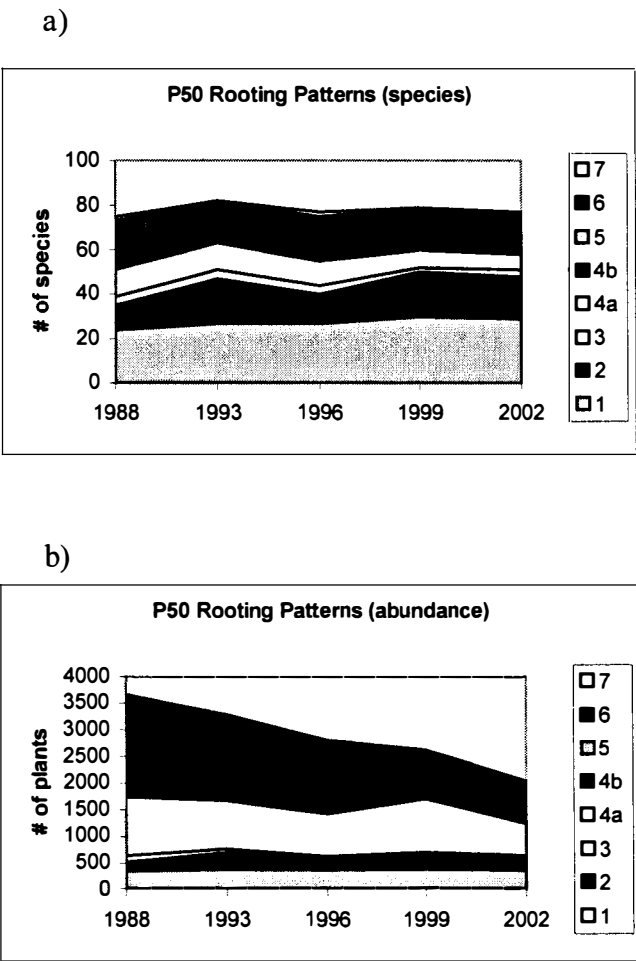 a)
P50 Rooting Patterns (species)
# of species
100
80
60
40
20
0
1988 1993 1996 1999 2002
7
6
5
4b
4a
3
2
1
b)
P50 Rooting Patterns (abundance)
# of plants
4000
3500
3000
2500
2000
1500
1000
500
0
1988 1993 1996 1999 2002
7
6
5
4b
4a
3
2
1